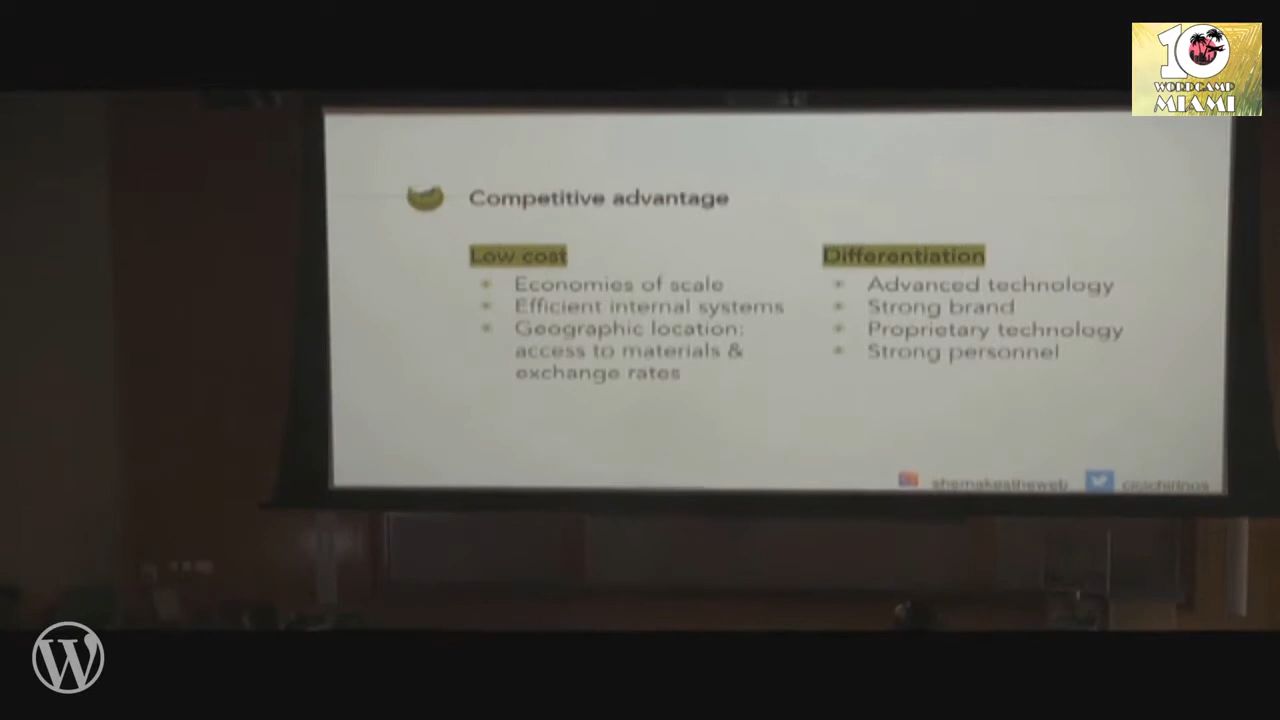 10
WORDCAMP
MIAMI
Competitive advantage
Low cost
Economies of scale
Efficient internal systems
Geographic location:
access to materials &
exchange rates
Differentiation
Advanced technology
Strong brand
Proprietary technology
Strong personnel
shemakestheweb
W